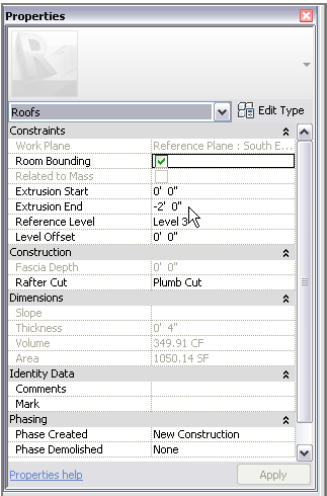 Properties
Roofs Edit Type
Constraints
Work Plane Reference Plane : South E...
Room Bounding
Related to Mass
Extrusion Start 0' 0"
Extrusion End -2' 0"
Reference Level Level 3
Level Offset 0' 0"
Construction
Fascia Depth 0' 0"
Rafter Cut Plumb Cut
Dimensions
Slope
Thickness 0' 4"
Volume 349.91 CF
Area 1050.14 SF
Identity Data
Comments
Mark
Phasing
Phase Created New Construction
Phase Demolished None
Properties help Apply